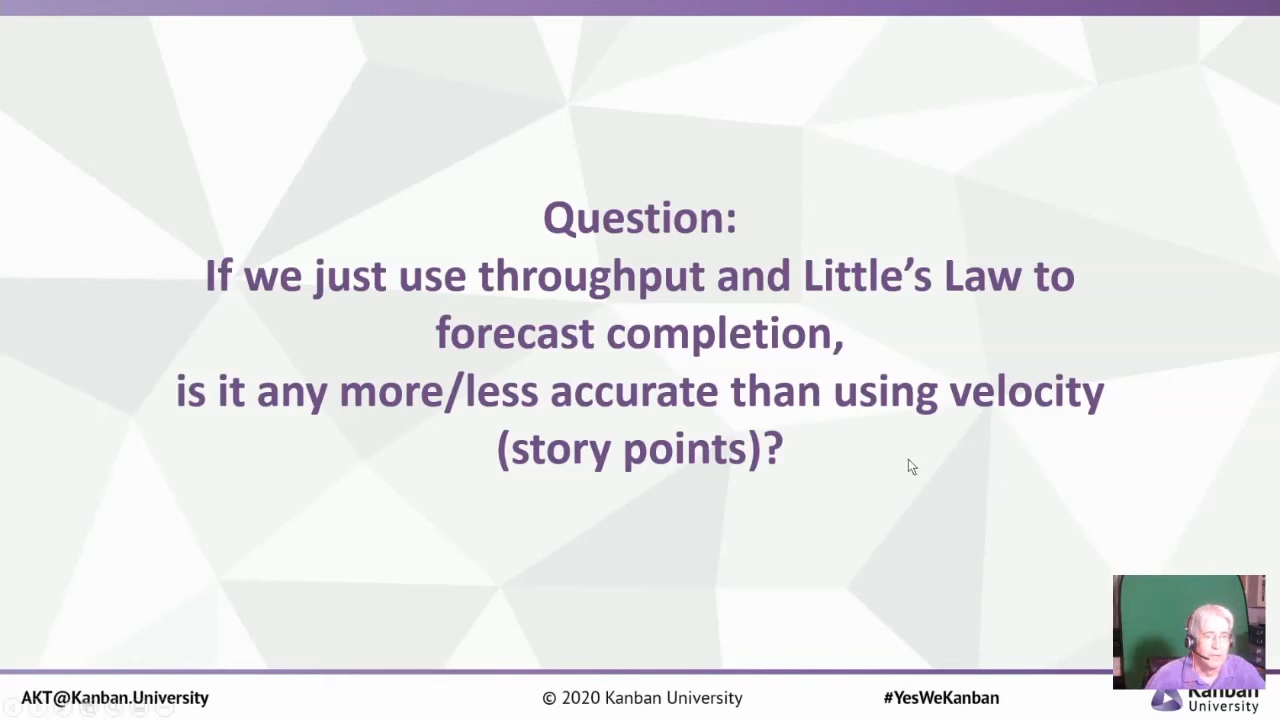 Question:
If we just use throughput and Little’s Law to
forecast completion,
is it any more/less accurate than using velocity
(story points)?
AKT@Kanban.University
© 2020 Kanban University
#YesWeKanban
Kanban
University